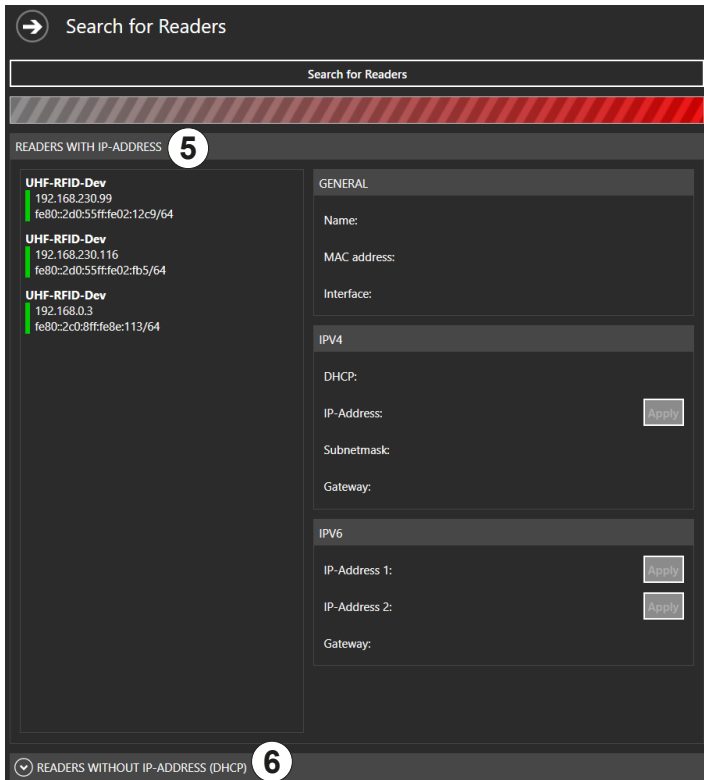 Search for Readers
Search for Readers
READERS WITH IP-ADDRESS 5
UHF-RFID-Dev
192.168.230.99
fe80::2d0:55ff:fe02:12c9/64
UHF-RFID-Dev
192.168.230.116
fe80::2d0:55ff:fe02:fb5/64
UHF-RFID-Dev
192.168.0.3
fe80::2c0:8ff:fe8e:113/64
GENERAL
Name:
MAC address:
Interface:
IPV4
DHCP:
IP-Address: Apply
Subnetmask:
Gateway:
IPV6
IP-Address 1: Apply
IP-Address 2: Apply
Gateway:
READERS WITHOUT IP-ADDRESS (DHCP) 6